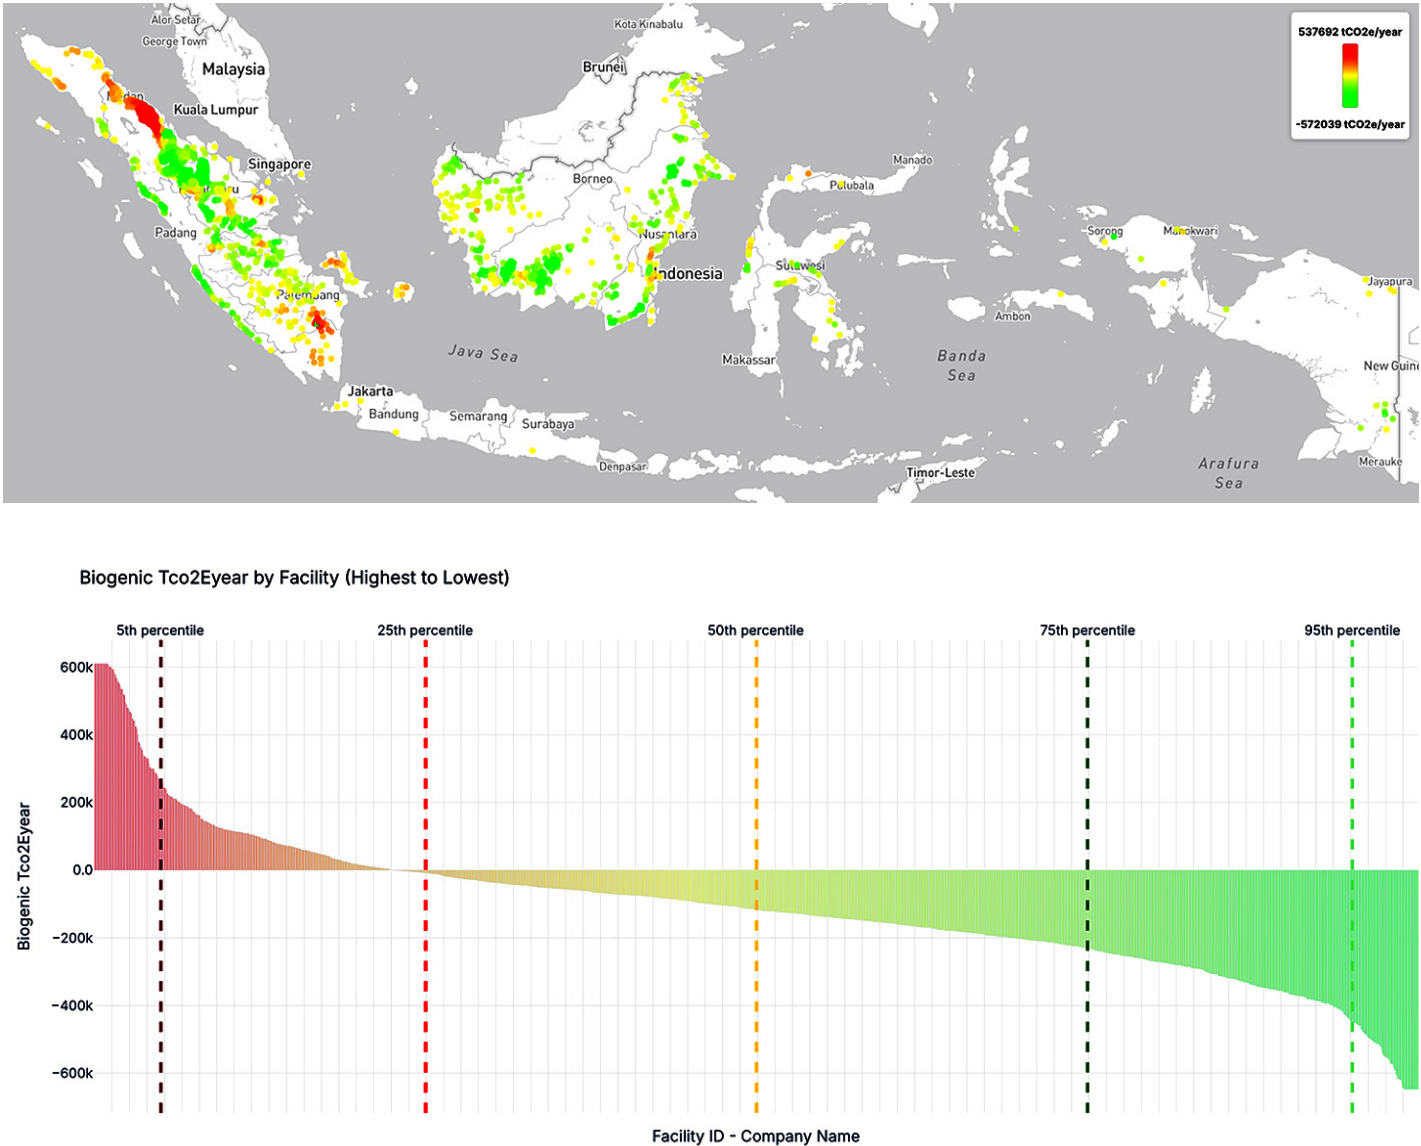 Alor Setar
George Town
Malaysia
Medan
Kuala Lumpur
Singapore
Padang
Palembang
Kota Kinabalu
Brunei
Borneo
Nusantara
Indonesia
Manado
Pulubala
Sulawesi
Makassar
Sorong
Manokwari
Jayapura
Ambon
New Guine
Merauke
Java Sea
Banda
Sea
Arafura
Sea
Jakarta
Bandung
Semarang
Surabaya
Denpasar
Timor-Leste
537692 tCO2e/year
-572039 tCO2e/year
Biogenic Tco2Eyear by Facility (Highest to Lowest)
5th percentile
25th percentile
50th percentile
75th percentile
95th percentile
600k
400k
200k
0.0
−200k
−400k
−600k
Biogenic Tco2Eyear
Facility ID - Company Name